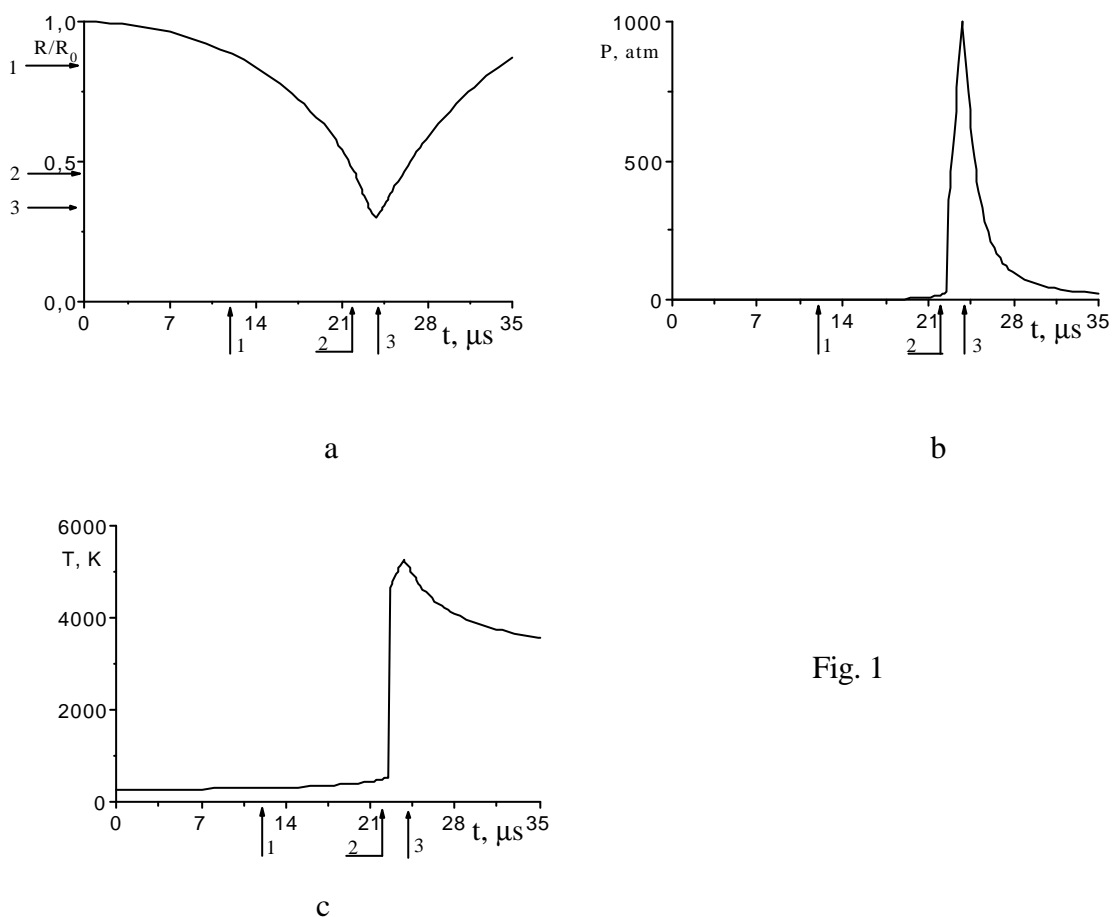 1,0
R/R0
1
0,5
2
3
0,0
0 7 14 21 28 35
t, μs
1 2 3
a
1000
P, atm
500
0
0 7 14 21 28 35
t, μs
1 2 3
b
6000
T, K
4000
2000
0
0 7 14 21 28 35
t, μs
1 2 3
c
Fig. 1